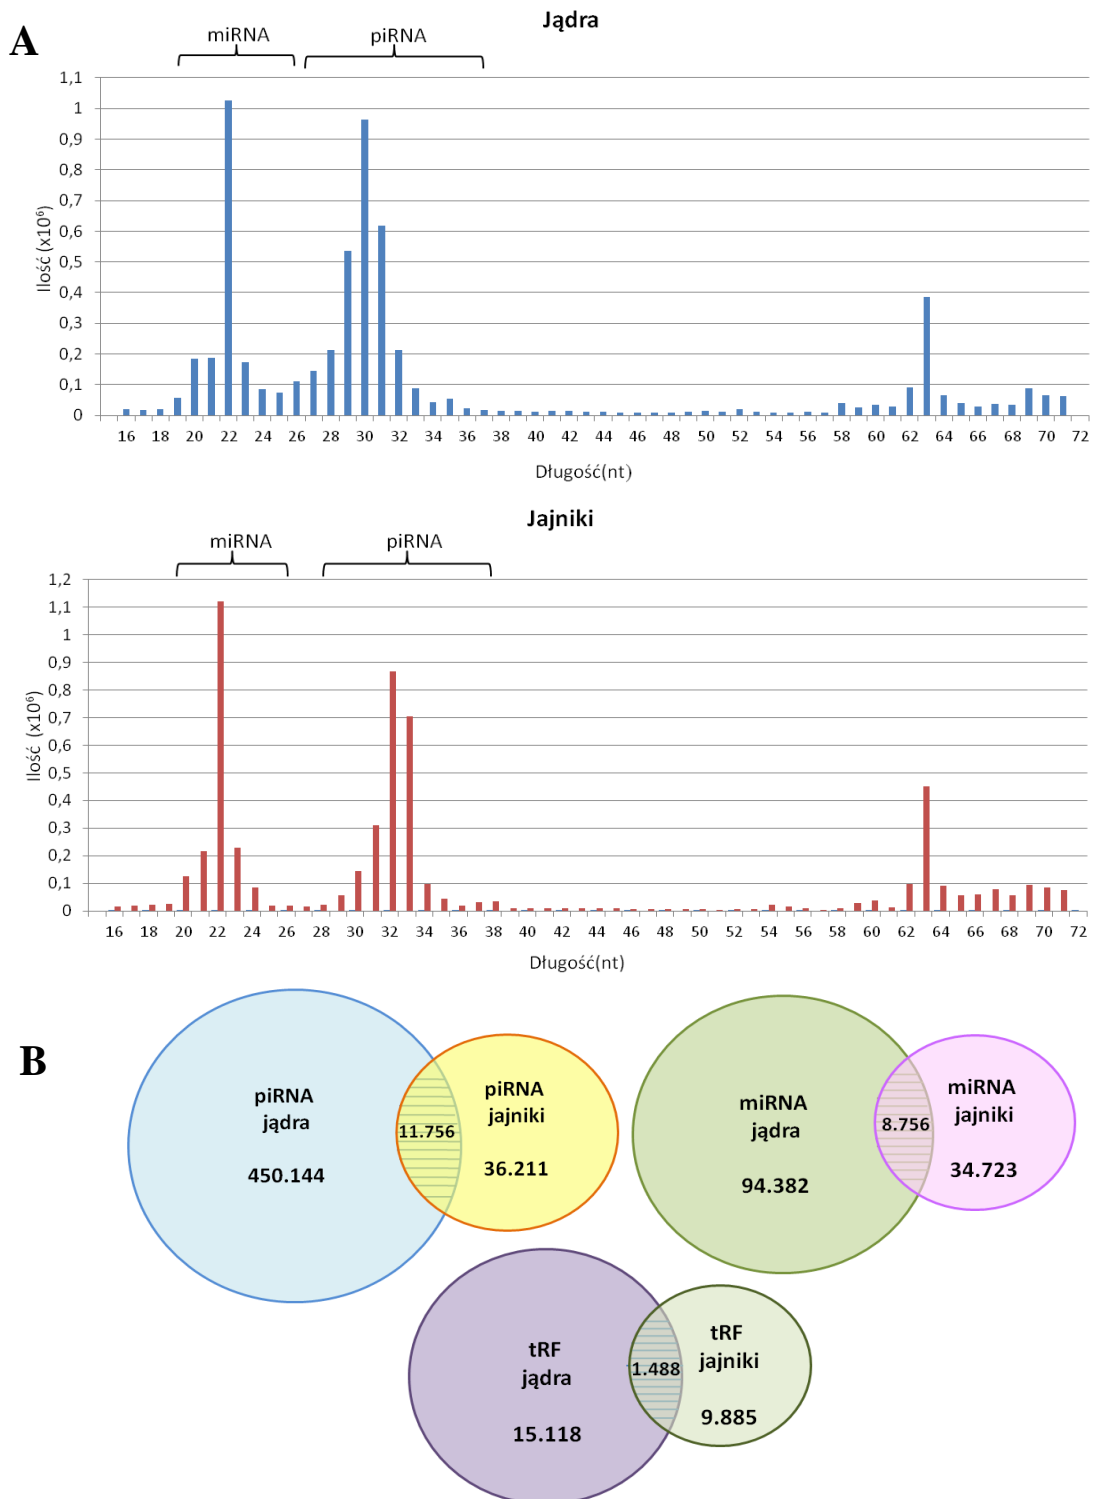 A
Jądra
miRNA piRNA
1,1
1
0,9
0,8
0,7
0,6
0,5
0,4
0,3
0,2
0,1
0
Ilość (x10⁶)
16 18 20 22 24 26 28 30 32 34 36 38 40 42 44 46 48 50 52 54 56 58 60 62 64 66 68 70 72
Długość(nt)
Jajniki
miRNA piRNA
1,2
1,1
1
0,9
0,8
0,7
0,6
0,5
0,4
0,3
0,2
0,1
0
Ilość (x10⁶)
16 18 20 22 24 26 28 30 32 34 36 38 40 42 44 46 48 50 52 54 56 58 60 62 64 66 68 70 72
Długość(nt)
B
piRNA
jądra
450.144
11.756
piRNA
jajniki
36.211
miRNA
jądra
94.382
8.756
miRNA
jajniki
34.723
tRF
jądra
15.118
1.488
tRF
jajniki
9.885